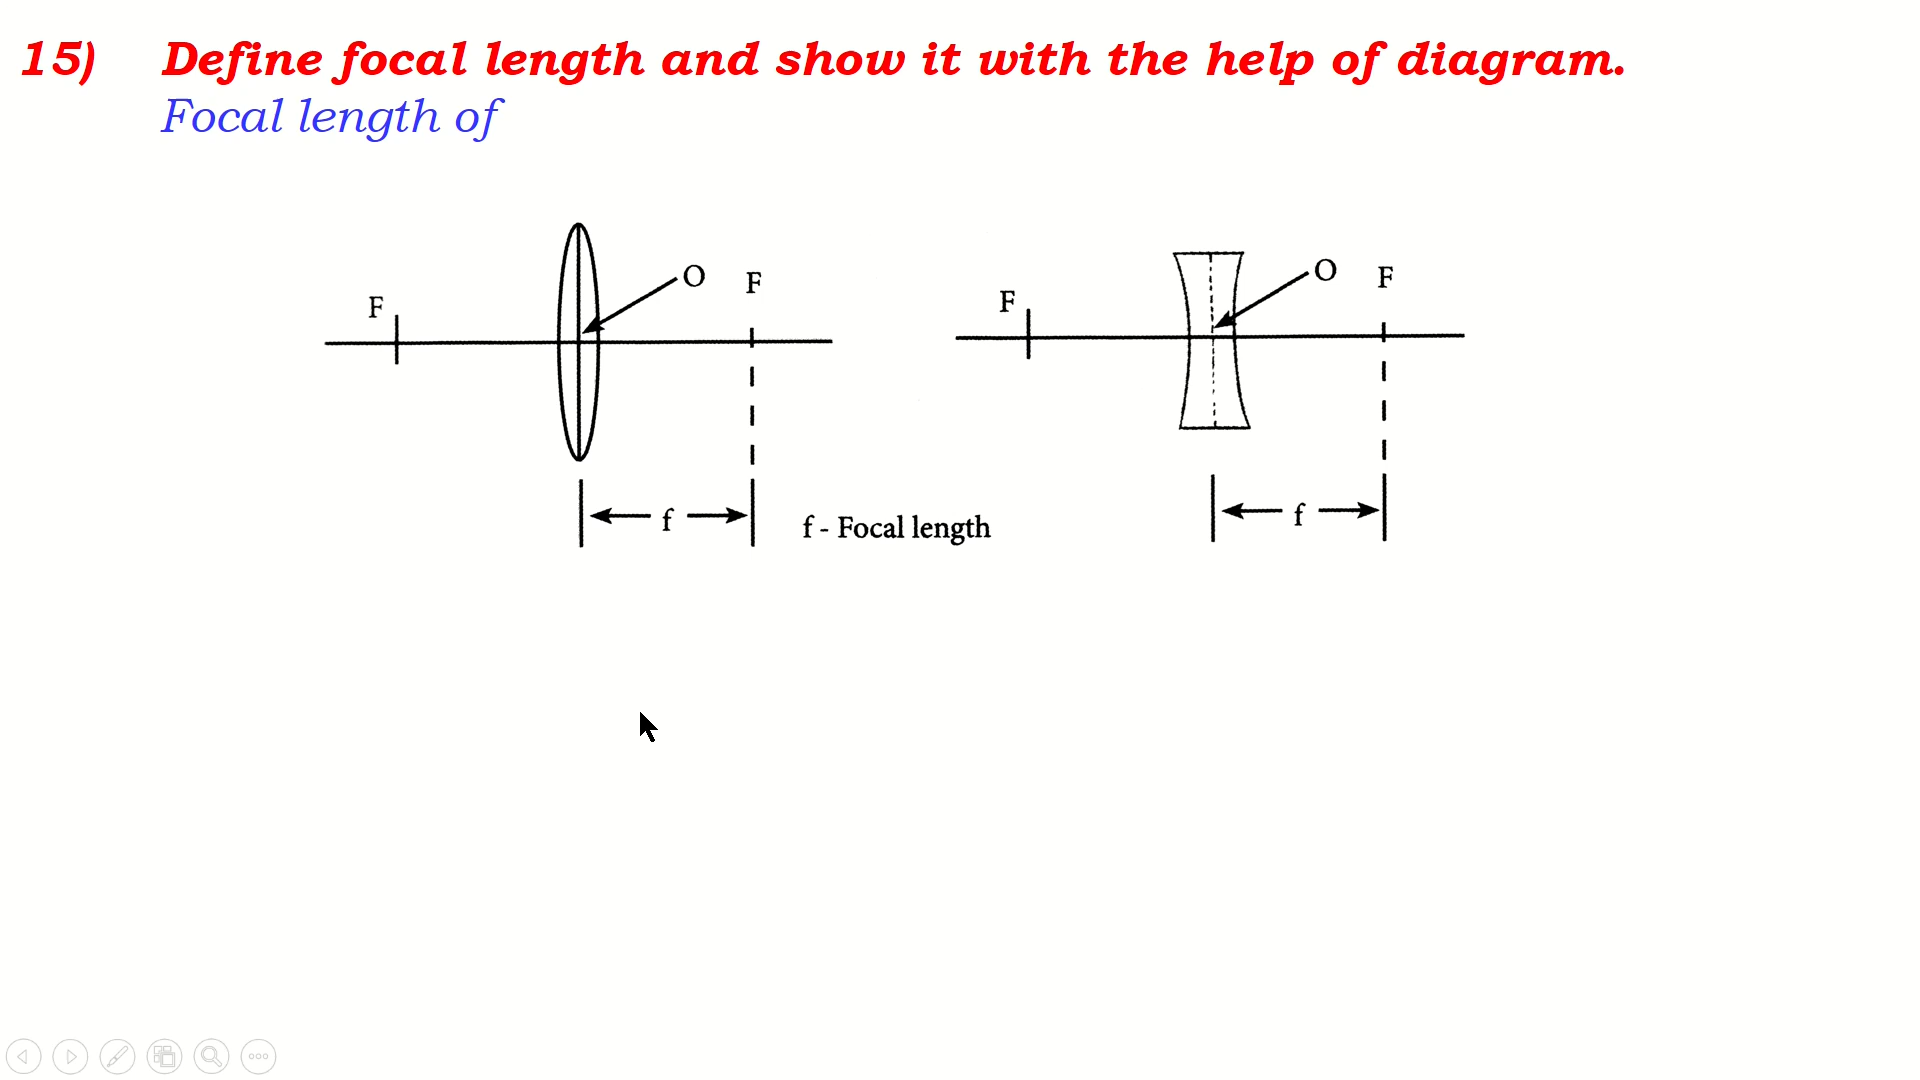 15) Define focal length and show it with the help of diagram.
Focal length of
F O F
F O F
f
f - Focal length
f